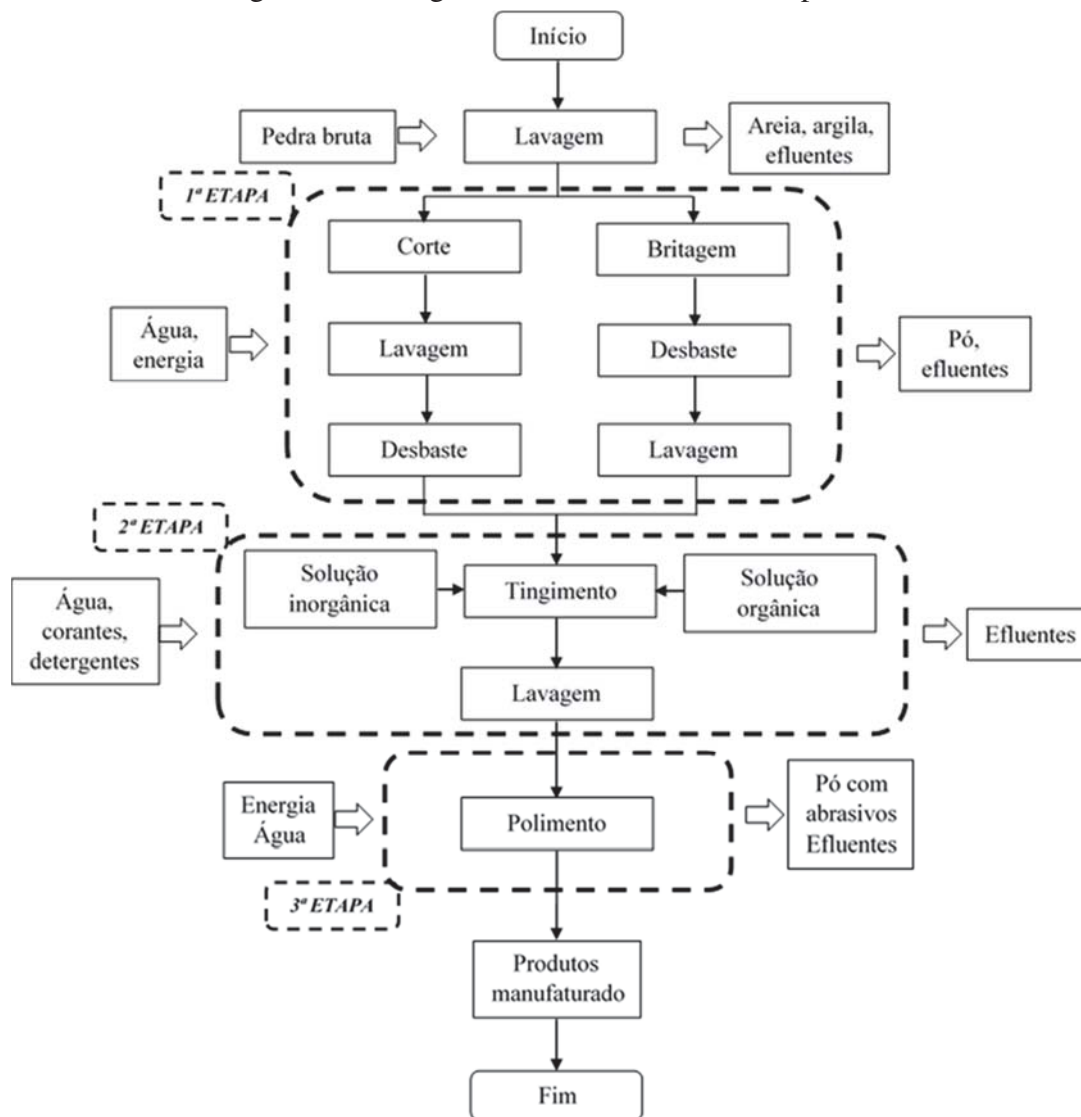 Início
Pedra bruta
Lavagem
Areia, argila,
efluentes
1ª ETAPA
Corte
Britagem
Água,
energia
Lavagem
Desbaste
Pó,
efluentes
Desbaste
Lavagem
2ª ETAPA
Solução
inorgânica
Tingimento
Solução
orgânica
Água,
corantes,
detergentes
Efluentes
Lavagem
Energia
Água
Polimento
Pó com
abrasivos
Efluentes
3ª ETAPA
Produtos
manufaturado
Fim